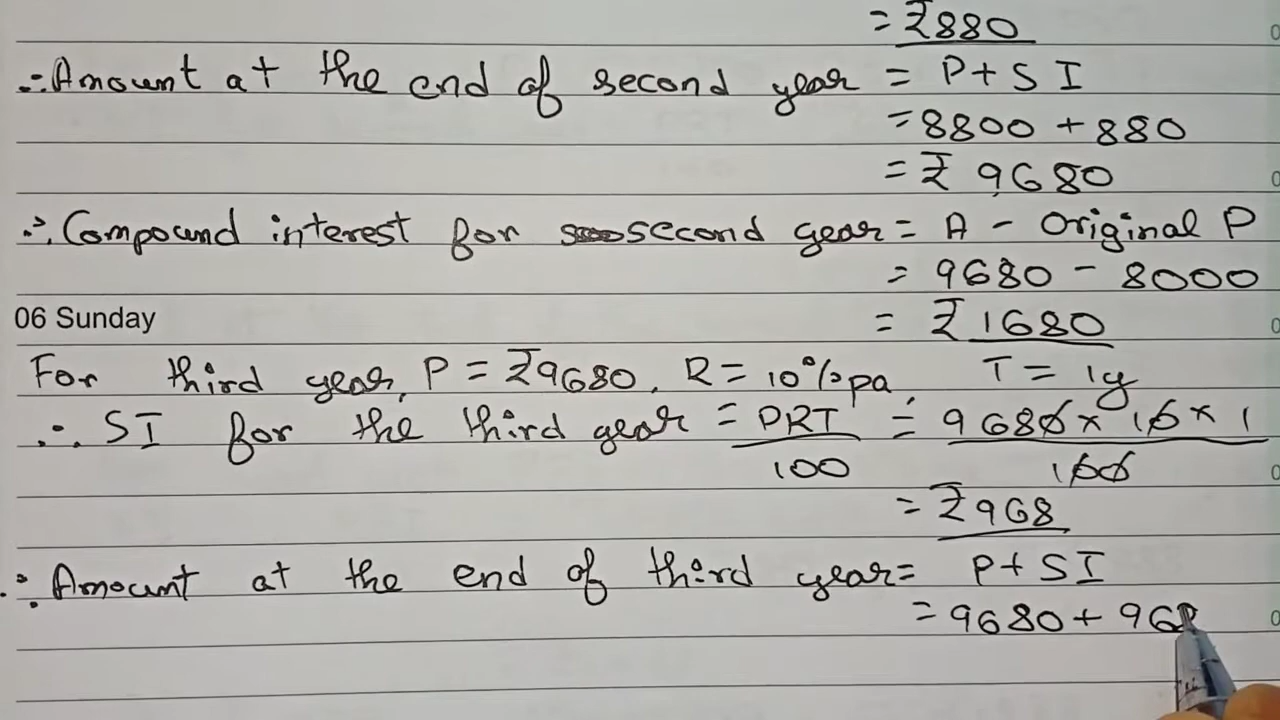 = ₹880
∴ Amount at the end of second year = P + S I
= 8800 + 880
= ₹ 9680
∴ Compound interest for second year = A - Original P
= 9680 - 8000
06 Sunday
= ₹ 1680
For third year, P = ₹9680, R = 10% pa, T = 1y
∴ SI for the third year = PRT/100 = 9680 × 10 × 1/100
= ₹968
∴ Amount at the end of third year = P + SI
= 9680 + 968